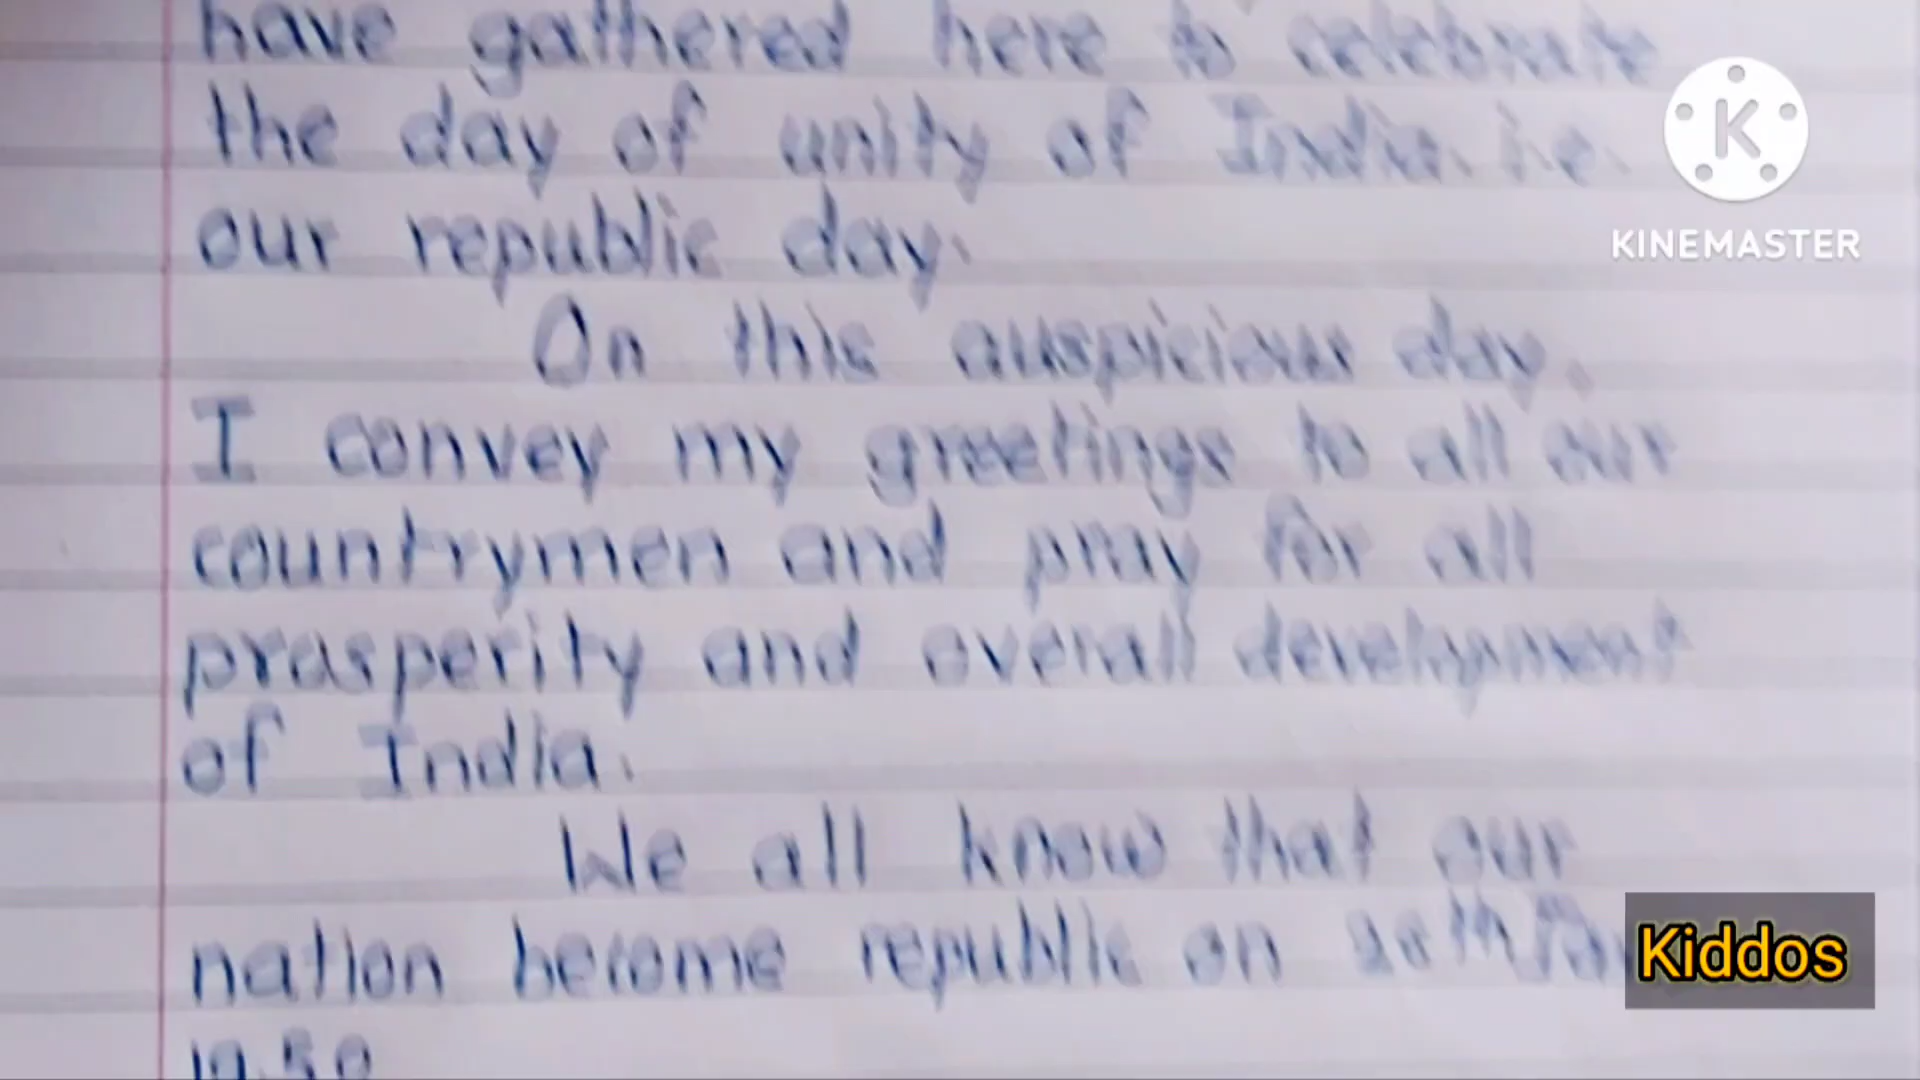 have gathered here to celebrate
the day of unity of India i.e.
our republic day.
On this auspicious day,
I convey my greetings to all our
countrymen and pray for all
prasperity and overall development
of India.
We all know that our
nation become republic on 26th
1950
KINEMASTER
Kiddos